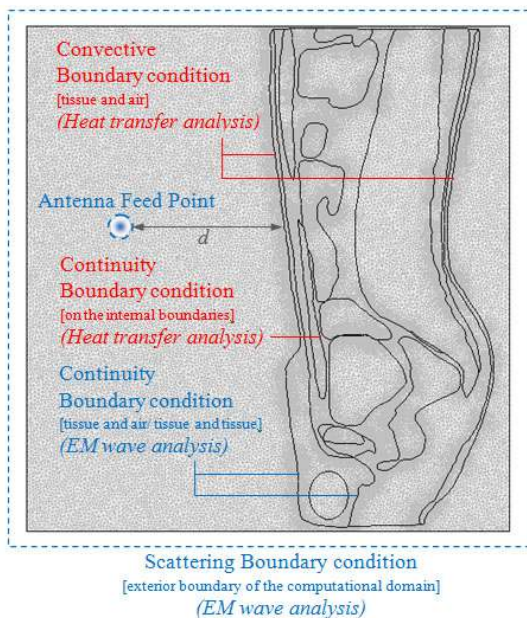 Convective
Boundary condition
[tissue and air]
(Heat transfer analysis)
Antenna Feed Point
d
Continuity
Boundary condition
[on the internal boundaries]
(Heat transfer analysis)
Continuity
Boundary condition
[tissue and air/ tissue and tissue]
(EM wave analysis)
Scattering Boundary condition
[exterior boundary of the computational domain]
(EM wave analysis)